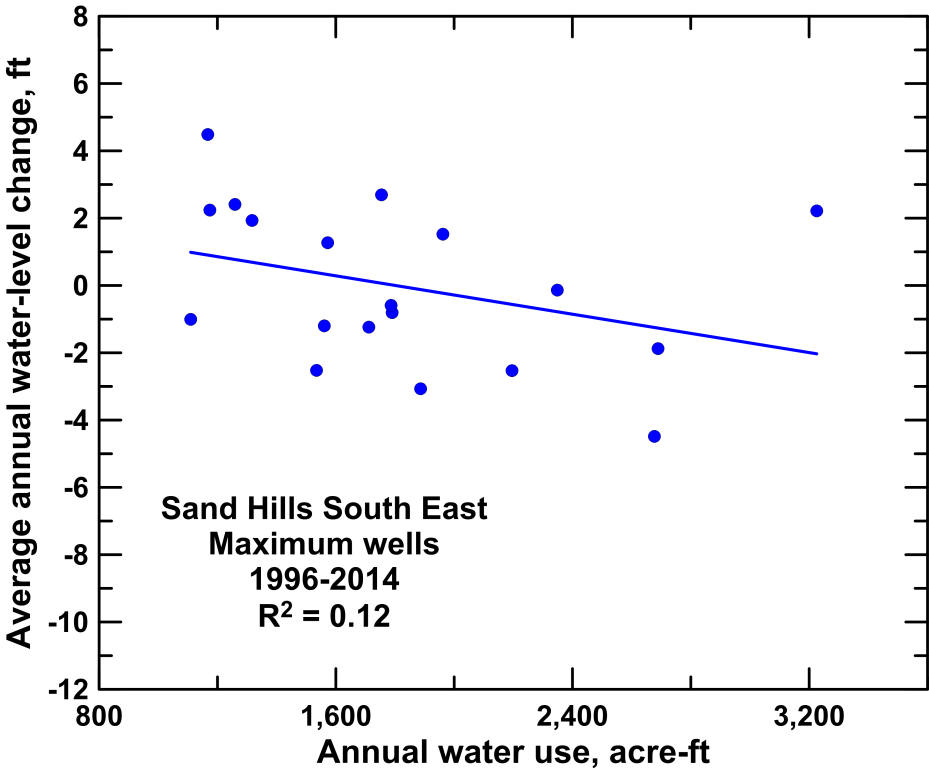 8
6
4
2
0
-2
-4
-6
-8
-10
-12
Average annual water-level change, ft
Sand Hills South East
Maximum wells
1996-2014
R² = 0.12
800 1,600 2,400 3,200
Annual water use, acre-ft